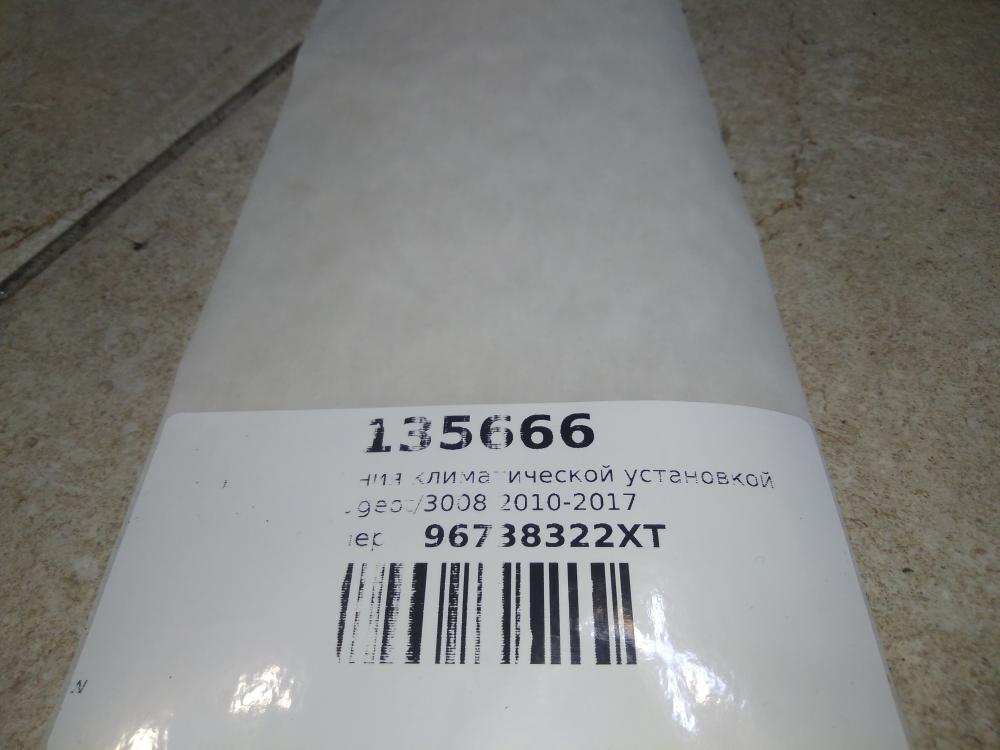 135666
климатической установкой
/3008 2010-2017
96738322XT
N